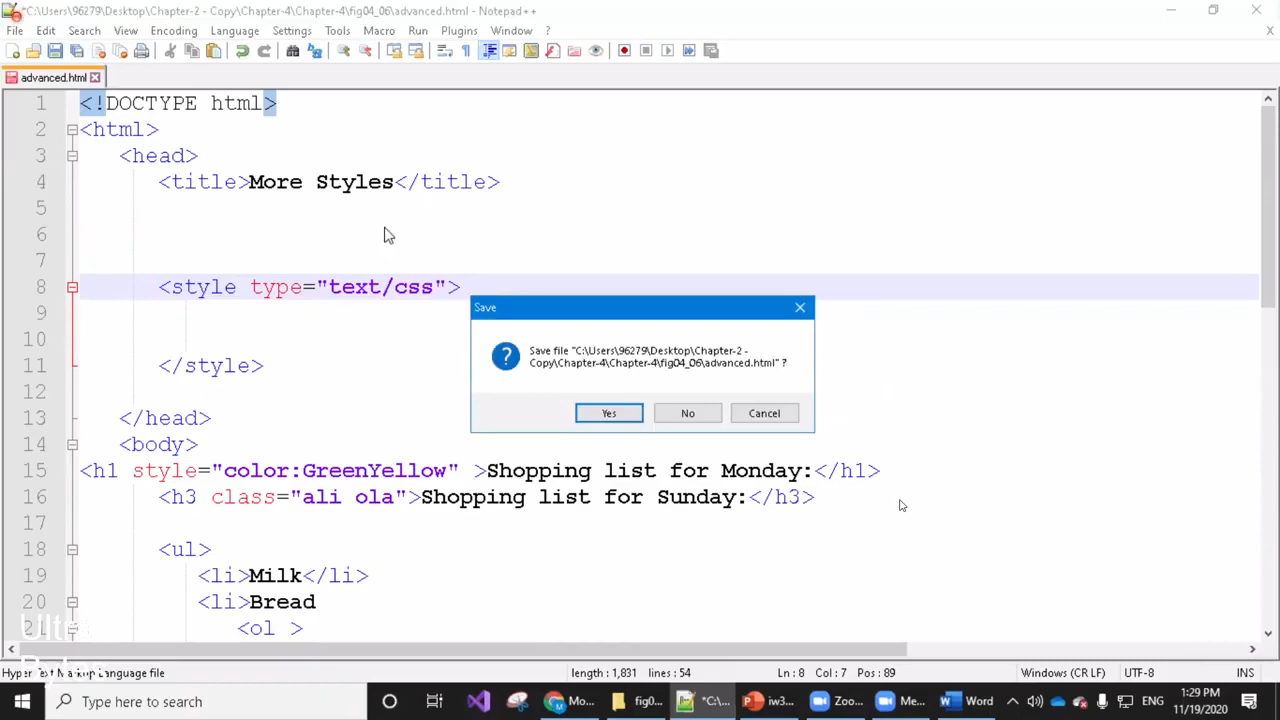 *C:\Users\96279\Desktop\Chapter-2 - Copy\Chapter-4\Chapter-4\fig04_06\advanced.html - Notepad++
File Edit Search View Encoding Language Settings Tools Macro Run Plugins Window ? X
advanced.html
1 <!DOCTYPE html>
2 <html>
3 <head>
4 <title>More Styles</title>
5
6
7
8 <style type="text/css">
9
10
11 </style>
12
13 </head>
14 <body>
15 <h1 style="color:GreenYellow" >Shopping list for Monday:</h1>
16 <h3 class="ali ola">Shopping list for Sunday:</h3>
17
18 <ul>
19 <li>Milk</li>
20 <li>Bread
<ol >
Save
Save file "C:\Users\96279\Desktop\Chapter-2 -
Copy\Chapter-4\Chapter-4\fig04_06\advanced.html" ?
Yes No Cancel
Hyper Text Markup Language file length : 1,831 lines : 54 Ln : 8 Col : 7 Pos : 89 Windows (CR LF) UTF-8 INS
Type here to search Mo... fig0... *C:\... iw3... Zoo... Me... Word ENG 1:29 PM
11/19/2020